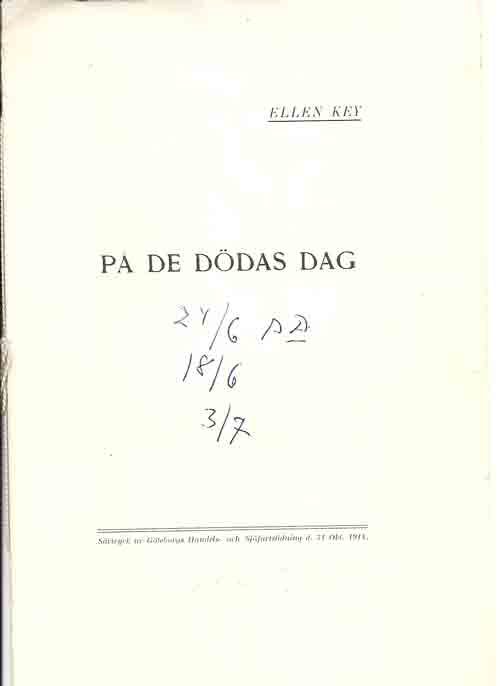 ELLEN KEY
PÅ DE DÖDAS DAG
24/6
18/6
3/7
Särtryck ur Göteborgs Handels- och Sjöfartstidning d. 31 Okt. 1914.